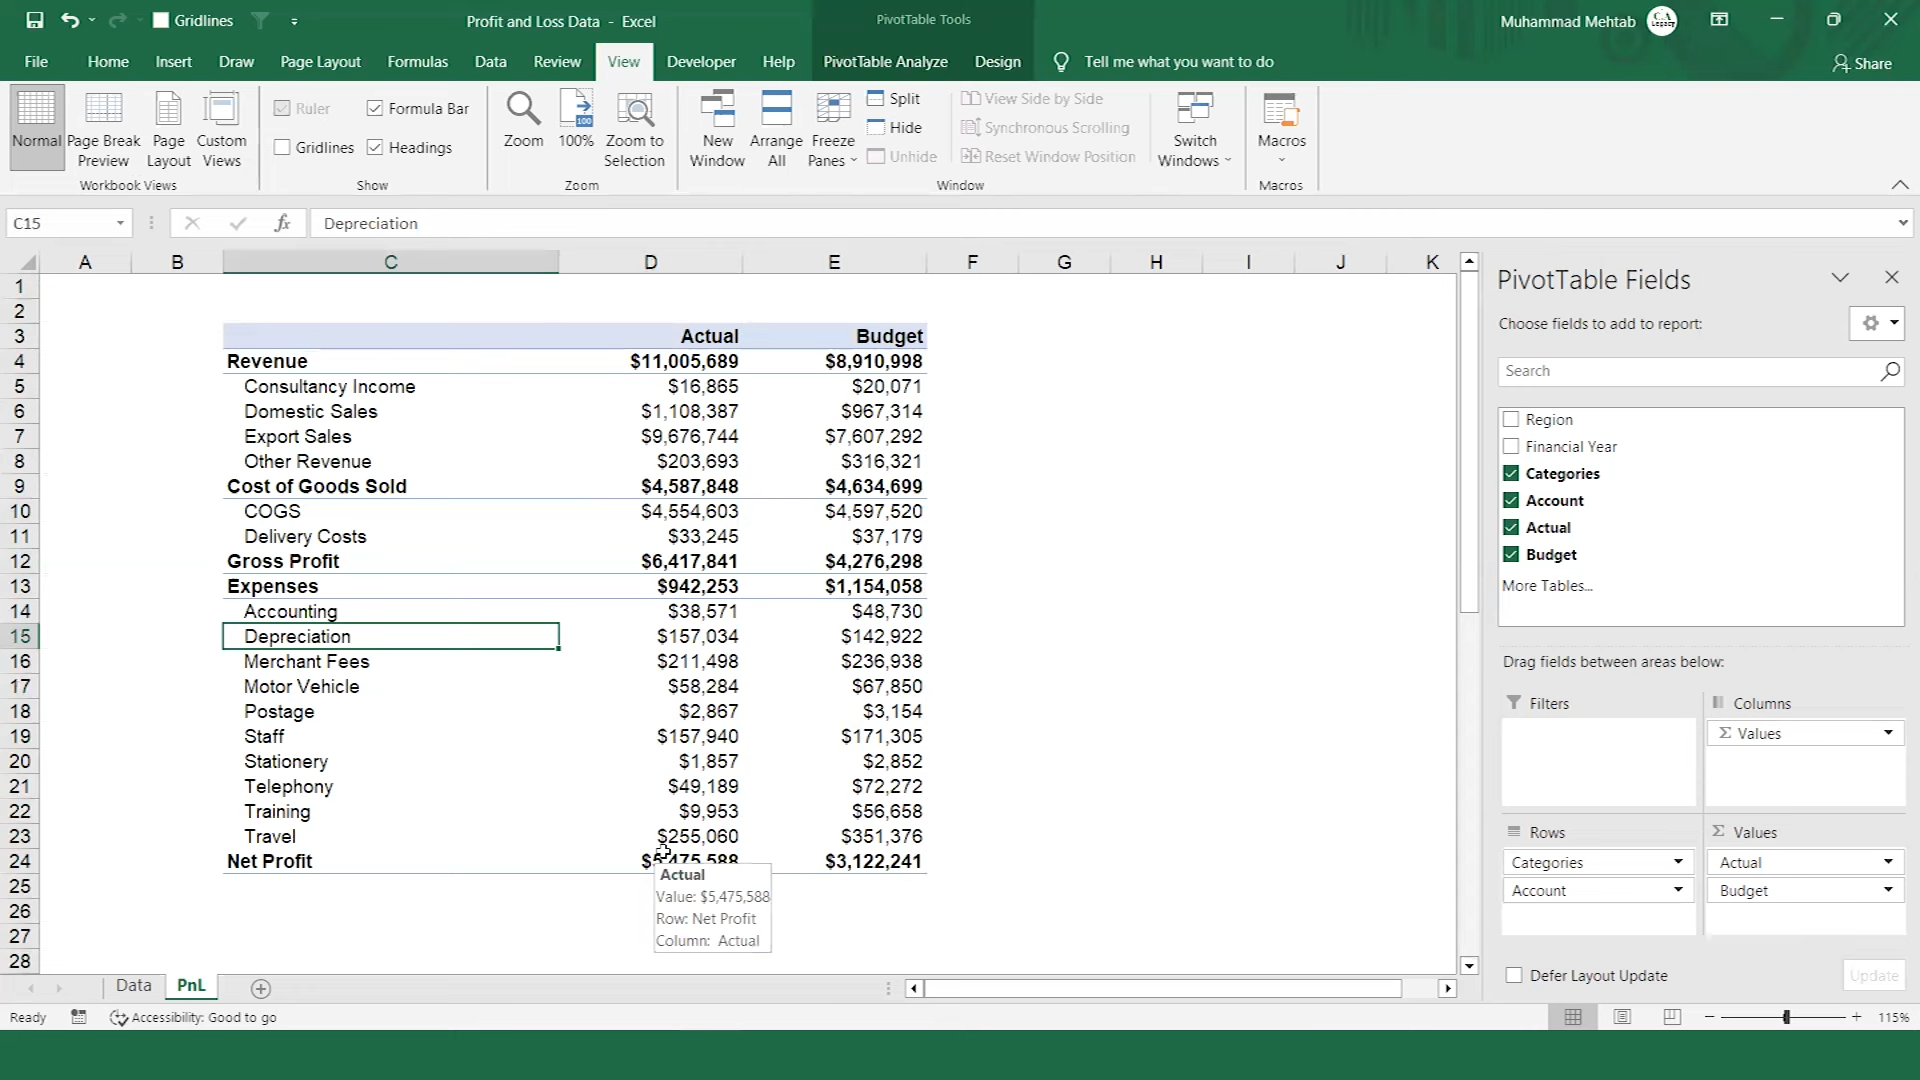 Gridlines
Profit and Loss Data - Excel
PivotTable Tools
Muhammad Mehtab
File Home Insert Draw Page Layout Formulas Data Review View Developer Help PivotTable Analyze Design Tell me what you want to do
Share
Normal
Page Break Preview
Page Layout
Custom Views
Workbook Views
Ruler
Formula Bar
Gridlines
Headings
Show
Zoom
100
100%
Zoom to Selection
Zoom
New Window
Arrange All
Freeze Panes
Split
Hide
Unhide
View Side by Side
Synchronous Scrolling
Reset Window Position
Switch Windows
Window
Macros
Macros
C15
fx
Depreciation
A B C D E F G H I J K
1
2
3 Actual Budget
4 Revenue $11,005,689 $8,910,998
5 Consultancy Income $16,865 $20,071
6 Domestic Sales $1,108,387 $967,314
7 Export Sales $9,676,744 $7,607,292
8 Other Revenue $203,693 $316,321
9 Cost of Goods Sold $4,587,848 $4,634,699
10 COGS $4,554,603 $4,597,520
11 Delivery Costs $33,245 $37,179
12 Gross Profit $6,417,841 $4,276,298
13 Expenses $942,253 $1,154,058
14 Accounting $38,571 $48,730
15 Depreciation $157,034 $142,922
16 Merchant Fees $211,498 $236,938
17 Motor Vehicle $58,284 $67,850
18 Postage $2,867 $3,154
19 Staff $157,940 $171,305
20 Stationery $1,857 $2,852
21 Telephony $49,189 $72,272
22 Training $9,953 $56,658
23 Travel $255,060 $351,376
24 Net Profit $5,475,588 $3,122,241
25
26
27
28
Actual
Value: $5,475,588
Row: Net Profit
Column: Actual
PivotTable Fields
Choose fields to add to report:
Search
Region
Financial Year
Categories
Account
Actual
Budget
More Tables...
Drag fields between areas below:
Filters
Columns
Σ Values
Rows
Σ Values
Categories
Actual
Account
Budget
Defer Layout Update
Update
Data PnL
Ready
Accessibility: Good to go
115%